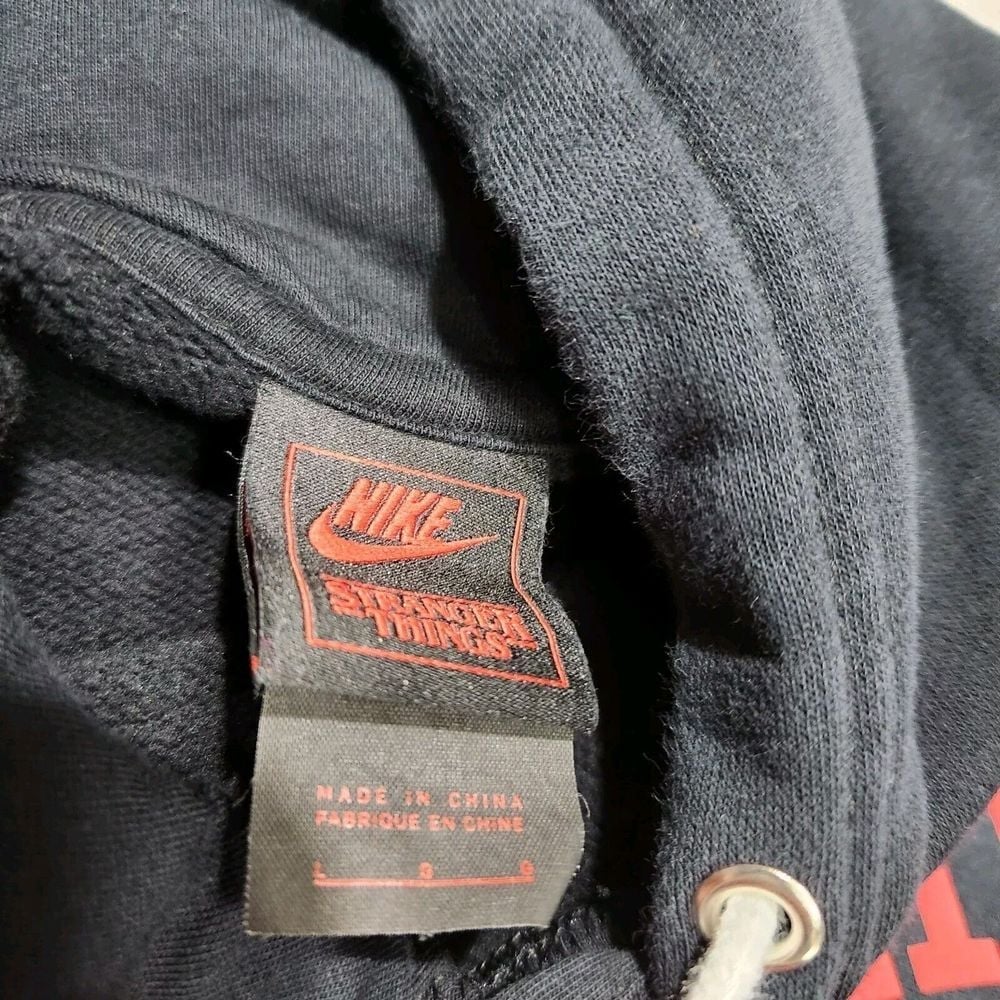 NIKE
STRANGER
THINGS
MADE IN CHINA
FABRIQUE EN CHINE
L G G